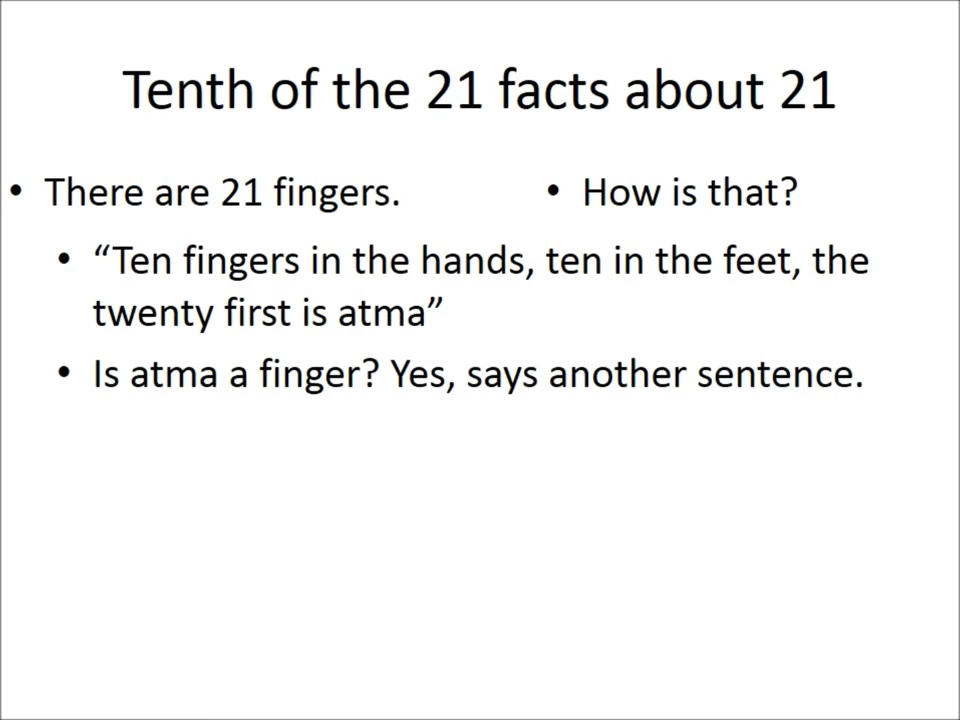 Tenth of the 21 facts about 21
• There are 21 fingers.
• How is that?
• “Ten fingers in the hands, ten in the feet, the
twenty first is atma”
• Is atma a finger? Yes, says another sentence.